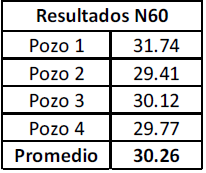 Resultados N60
Pozo 1 31.74
Pozo 2 29.41
Pozo 3 30.12
Pozo 4 29.77
Promedio 30.26